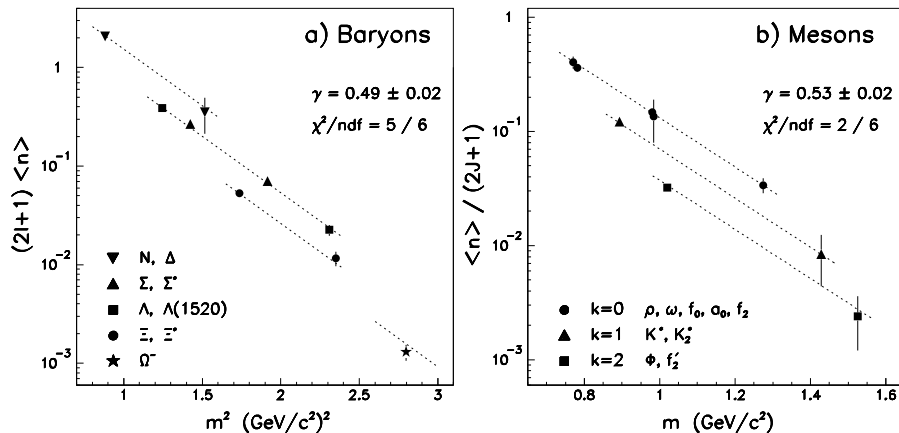 (2I+1) <n>
a) Baryons
γ = 0.49 ± 0.02
χ²/ndf = 5 / 6
1
10⁻¹
10⁻²
10⁻³
N, Δ
Σ, Σ*
Λ, Λ(1520)
Ξ, Ξ*
Ω⁻
1 1.5 2 2.5 3
m² (GeV/c²)²
<n> / (2J+1)
b) Mesons
γ = 0.53 ± 0.02
χ²/ndf = 2 / 6
1
10⁻¹
10⁻²
10⁻³
k=0 ρ, ω, f₀, a₀, f₂
k=1 K*, K₂*
k=2 Φ, f₂′
0.8 1 1.2 1.4 1.6
m (GeV/c²)